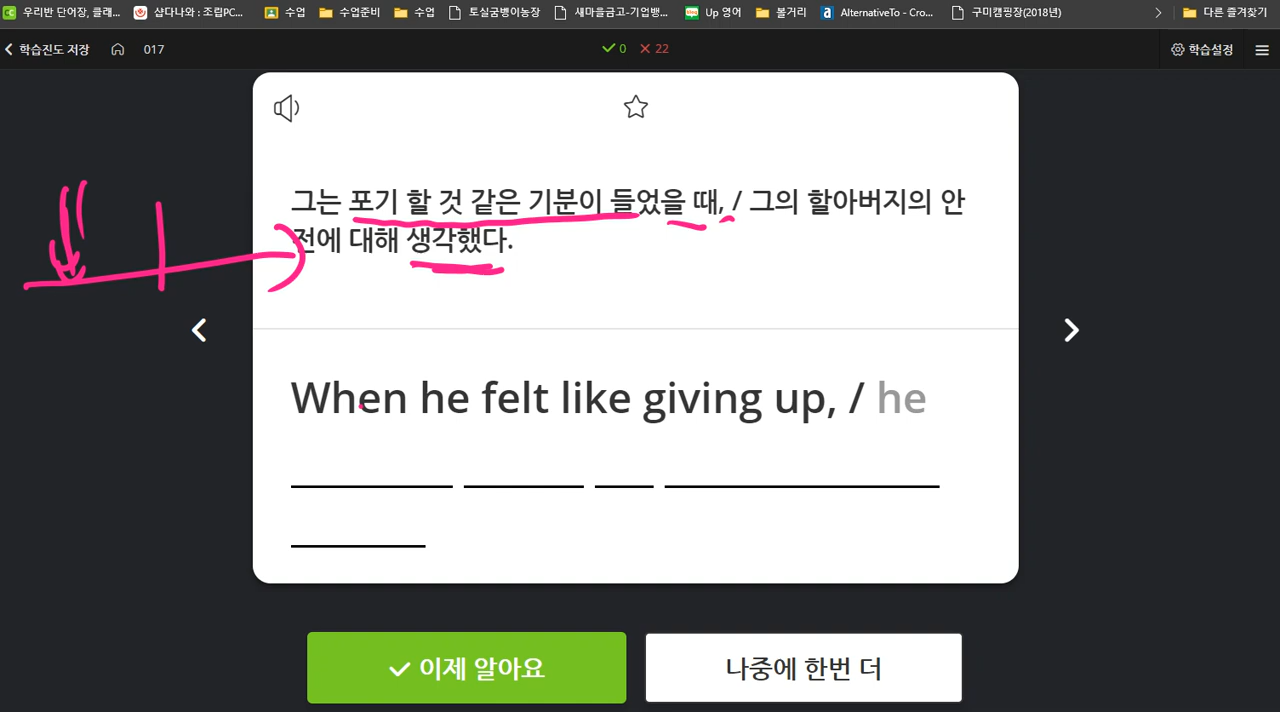 우리반 단어장, 클래... 샵다나와 : 조립PC... 수업 수업준비 수업 토실굼벵이농장 새마을금고-기업뱅... Up 영어 볼거리 AlternativeTo - Cro... 구미캠핑장(2018년) 다른 즐겨찾기
학습진도 저장 017 0 22 학습설정
그는 포기 할 것 같은 기분이 들었을 때, / 그의 할아버지의 안
전에 대해 생각했다.
When he felt like giving up, / he
이제 알아요 나중에 한번 더